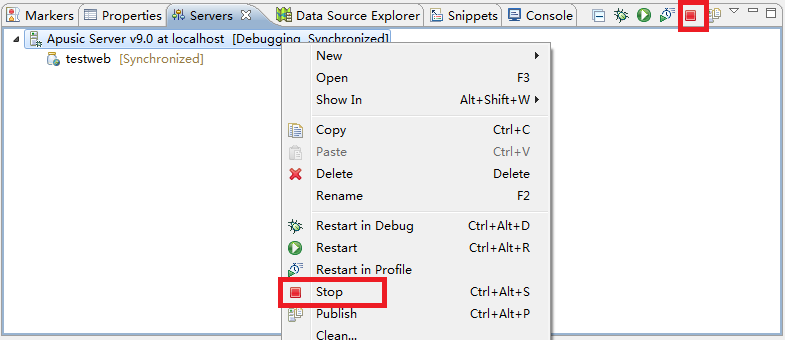 Markers Properties Servers Data Source Explorer Snippets Console
Apusic Server v9.0 at localhost [Debugging, Synchronized]
testweb [Synchronized]
New
Open F3
Show In Alt+Shift+W
Copy Ctrl+C
Paste Ctrl+V
Delete Delete
Rename F2
Restart in Debug Ctrl+Alt+D
Restart Ctrl+Alt+R
Restart in Profile
Stop Ctrl+Alt+S
Publish Ctrl+Alt+P
Clean...